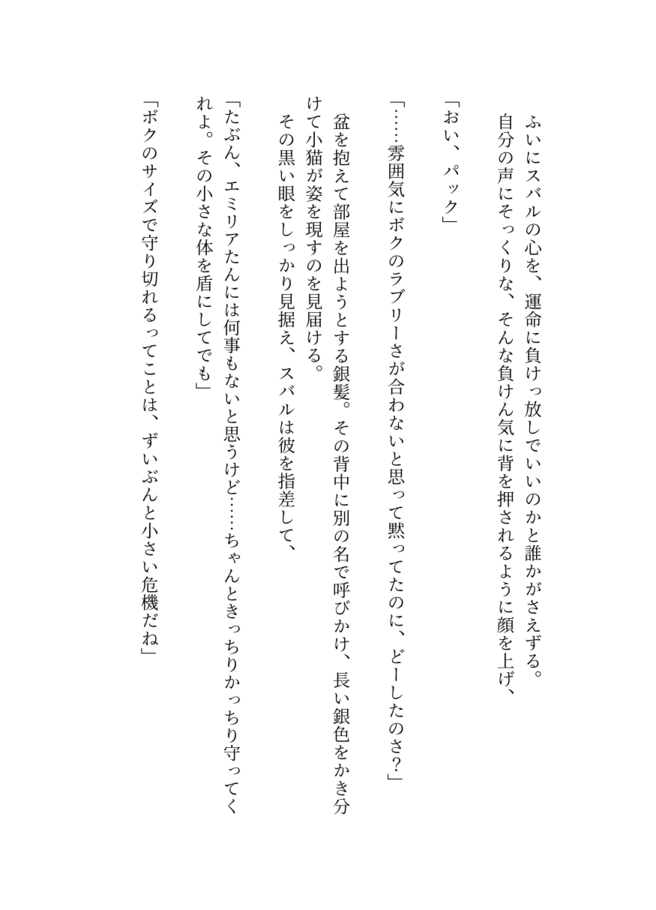 ふいにスバルの心を、運命に負けっ放しでいいのかと誰かがさえずる。
自分の声にそっくりな、そんな負けん気に背を押されるように顔を上げ、
「おい、パック」
「……雰囲気にボクのラブリーさが合わないと思って黙ってたのに、どーしたのさ？」
盆を抱えて部屋を出ようとする銀髪。その背中に別の名で呼びかけ、長い銀色をかき分
けて小猫が姿を現すのを見届ける。
その黒い眼をしっかり見据え、スバルは彼を指差して、
「たぶん、エミリアたんには何事もないと思うけど……ちゃんときっちりかっちり守ってく
れよ。その小さな体を盾にしてでも」
「ボクのサイズで守り切れるってことは、ずいぶんと小さい危機だね」